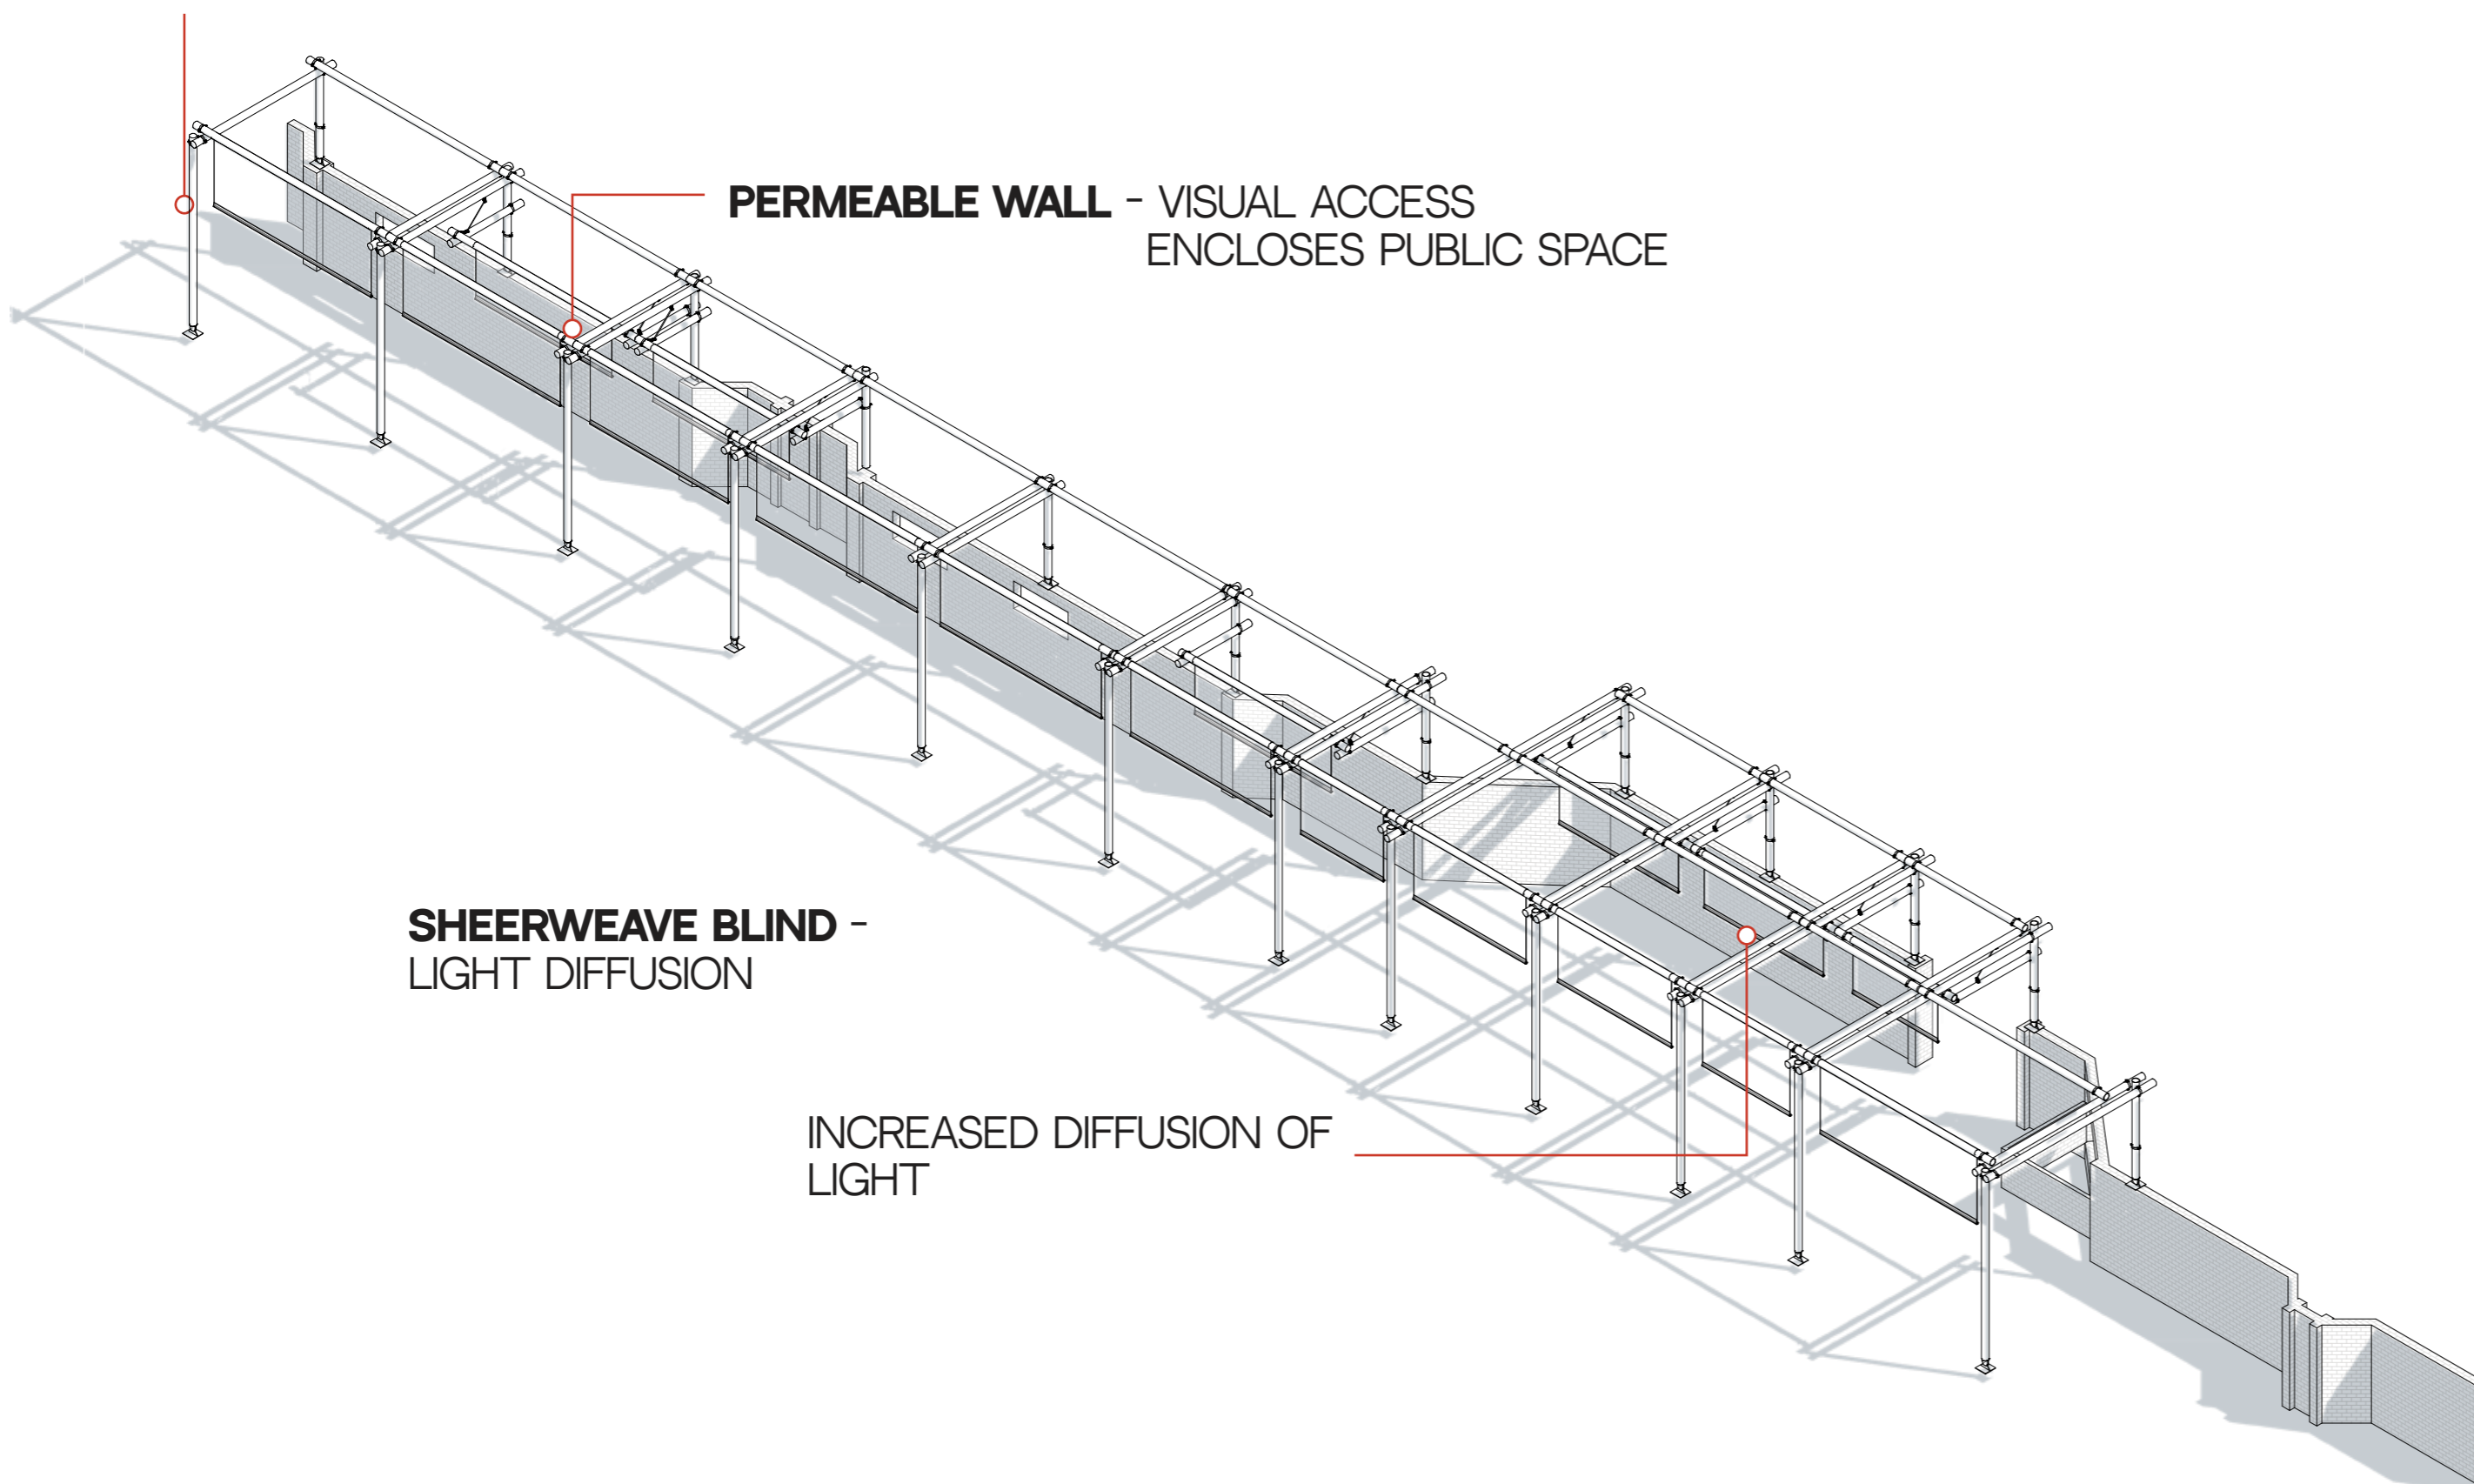 PERMEABLE WALL - VISUAL ACCESS
ENCLOSES PUBLIC SPACE
SHEERWEAVE BLIND -
LIGHT DIFFUSION
INCREASED DIFFUSION OF
LIGHT